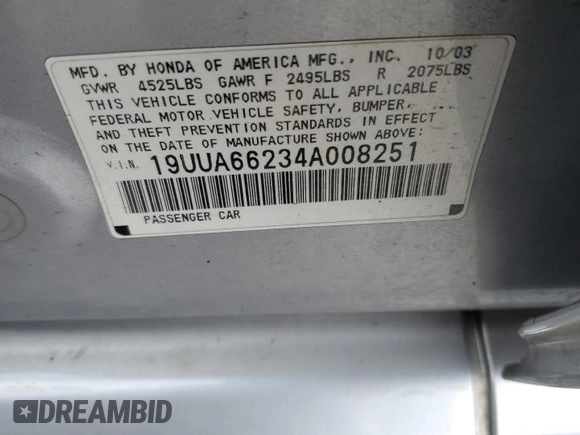 MFD. BY HONDA OF AMERICA MFG., INC. 10/03
GVWR 4525LBS GAWR F 2495LBS R 2075LBS
THIS VEHICLE CONFORMS TO ALL APPLICABLE
FEDERAL MOTOR VEHICLE SAFETY, BUMPER,
AND THEFT PREVENTION STANDARDS IN EFFECT
ON THE DATE OF MANUFACTURE SHOWN ABOVE:
V.I.N. 19UUA66234A008251
PASSENGER CAR
DREAMBID